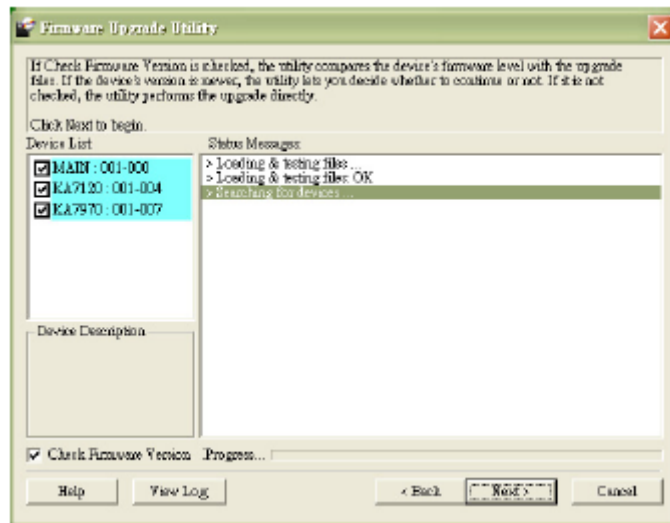 Firmware Upgrade Utility
If Check Firmware Version is checked, the utility compares the device's firmware level with the upgrade
files. If the device's version is newer, the utility lets you decide whether to continue or not. If it is not
checked, the utility performs the upgrade directly.
Click Next to begin.
Device List
Status Messages:
MAIN : 001-000
KA7120 : 001-004
KA7970 : 001-007
> Loading & testing files ...
> Loading & testing files: OK
> Searching for devices ...
Device Description
Check Firmware Version
Progress...
Help
View Log
< Back
Next >
Cancel